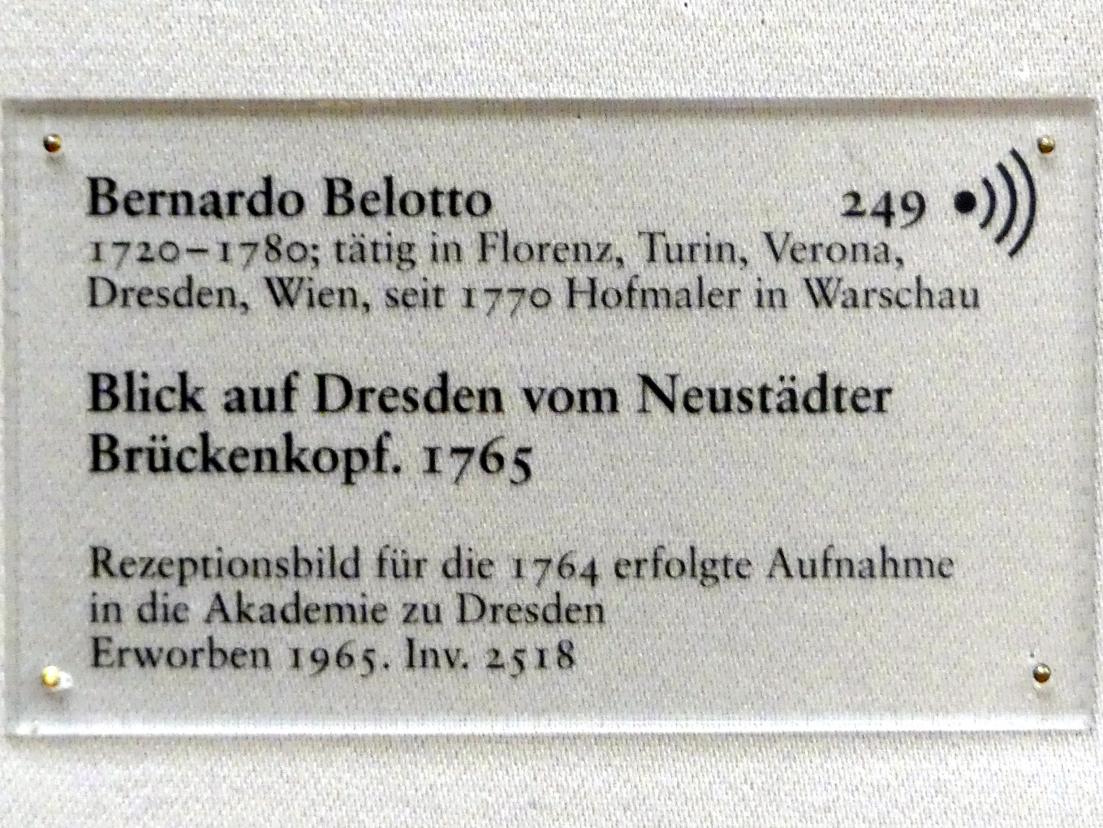 Bernardo Belotto 249
1720–1780; tätig in Florenz, Turin, Verona,
Dresden, Wien, seit 1770 Hofmaler in Warschau
Blick auf Dresden vom Neustädter
Brückenkopf. 1765
Rezeptionsbild für die 1764 erfolgte Aufnahme
in die Akademie zu Dresden
Erworben 1965. Inv. 2518